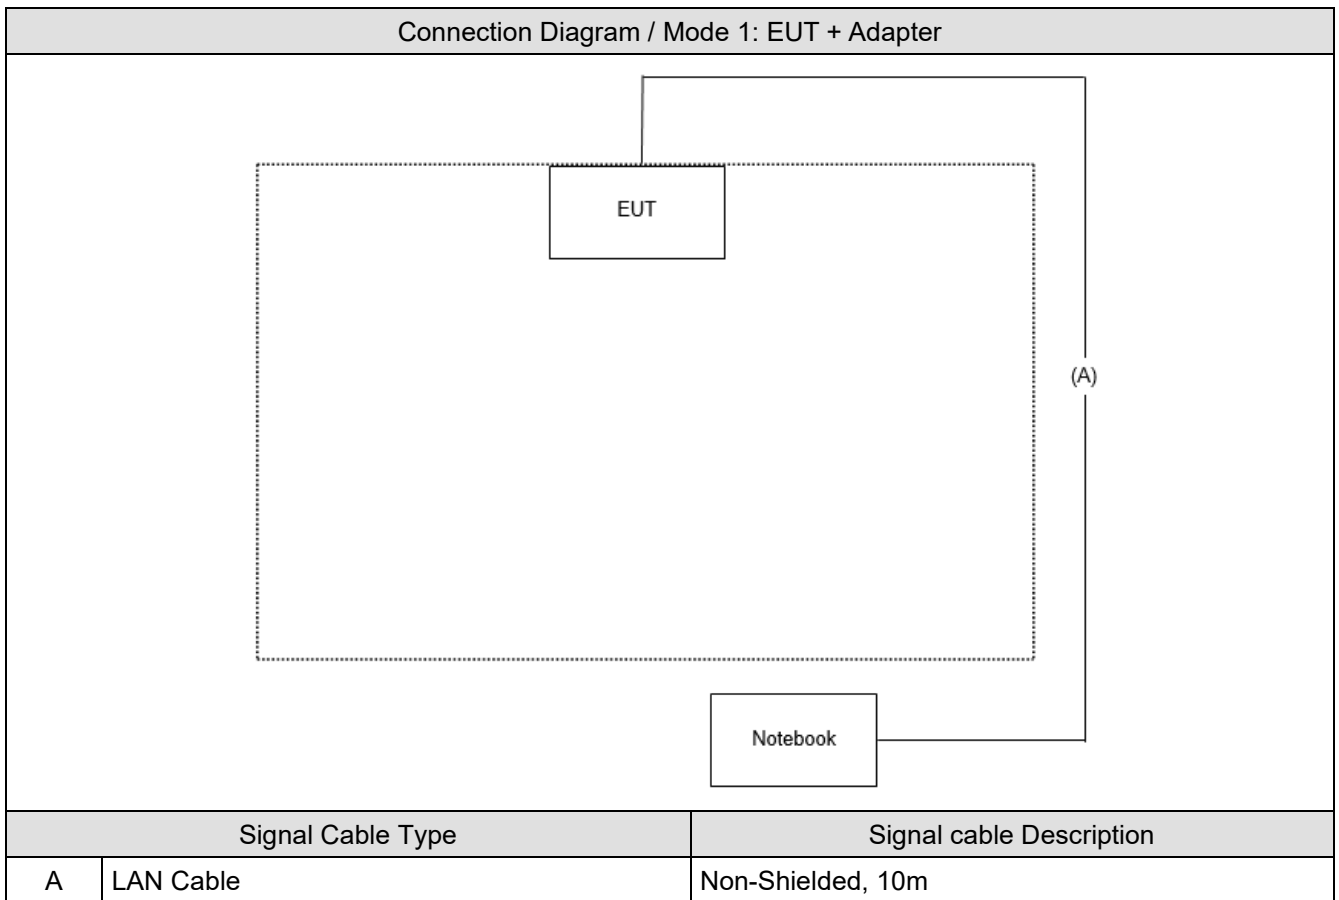 Connection Diagram / Mode 1: EUT + Adapter
EUT
(A)
Notebook
Signal Cable Type
Signal cable Description
A
LAN Cable
Non-Shielded, 10m